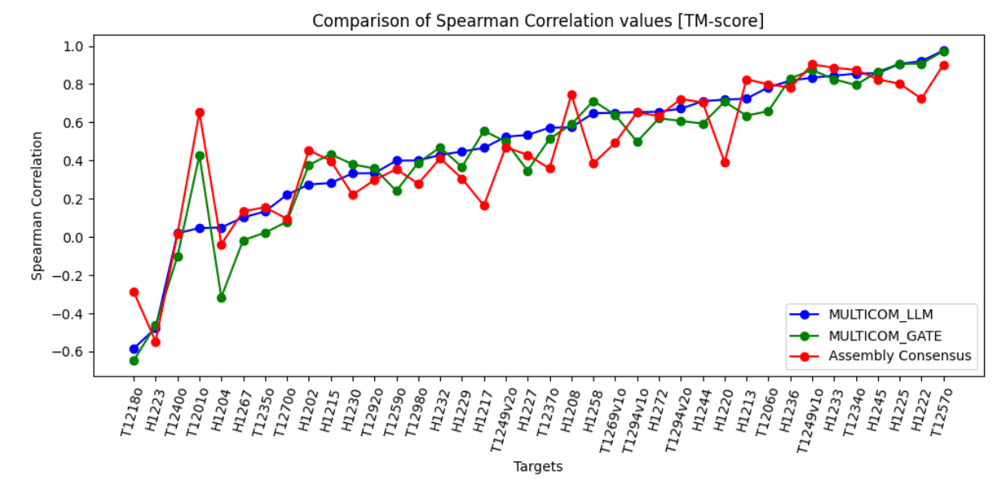 Comparison of Spearman Correlation values [TM-score]
Spearman Correlation
1.0
0.8
0.6
0.4
0.2
0.0
−0.2
−0.4
−0.6
MULTICOM_LLM
MULTICOM_GATE
Assembly Consensus
T1218o
H1223
T1240o
T1201o
H1204
H1267
T1235o
T1270o
H1202
H1215
H1230
T1292o
T1259o
T1298o
H1232
H1229
H1217
T1249v2o
H1227
T1237o
H1208
H1258
T1269v1o
T1294v1o
H1272
T1294v2o
H1244
H1220
H1213
T1206o
H1236
T1249v1o
H1233
T1234o
H1245
H1225
H1222
T1257o
Targets